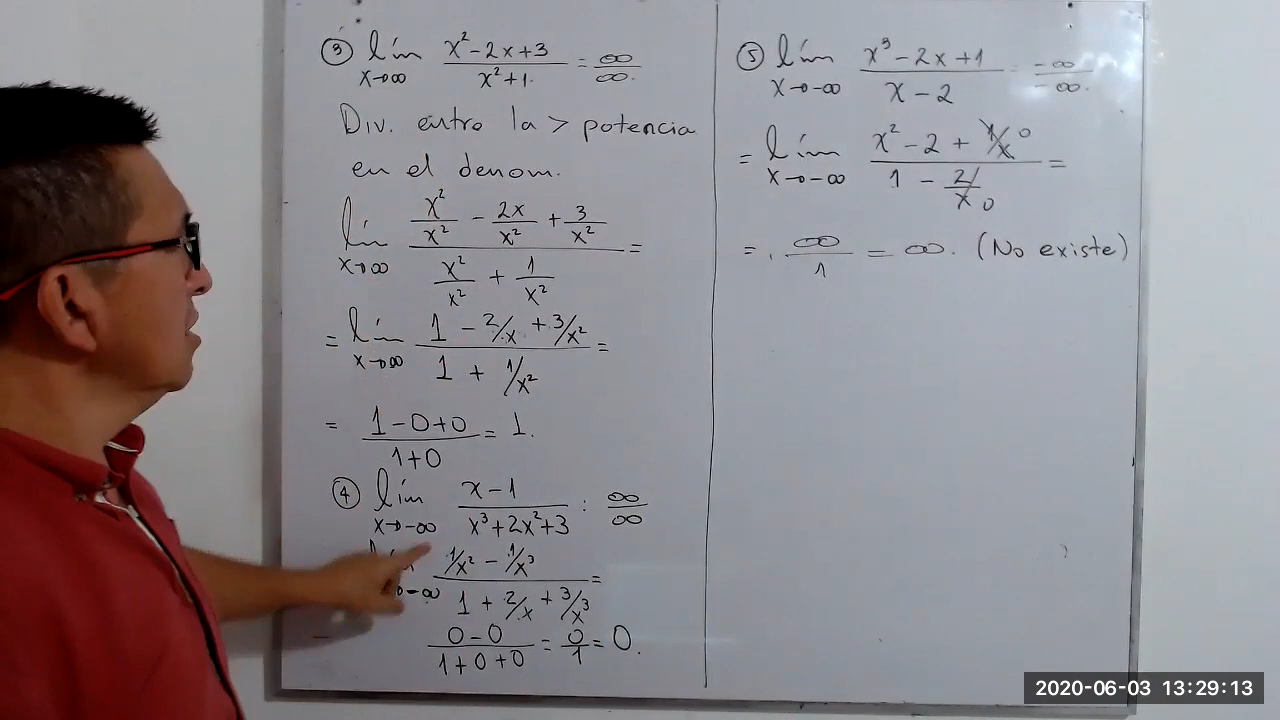 ③ lím x→∞ (x² - 2x + 3)/(x² + 1) = ∞/∞.
Div. entre la > potencia
en el denom.
lím x→∞ (x²/x² - 2x/x² + 3/x²)/(x²/x² + 1/x²) =
= lím x→∞ (1 - 2/x + 3/x²)/(1 + 1/x²) =
= (1 - 0 + 0)/(1 + 0) = 1.
④ lím x→-∞ (x - 1)/(x³ + 2x² + 3) : ∞/∞
(1/x² - 1/x³)/(1 + 2/x + 3/x³) =
(0 - 0)/(1 + 0 + 0) = 0/1 = 0.
⑤ lím x→-∞ (x³ - 2x + 1)/(x - 2) = -∞/-∞.
= lím x→-∞ (x² - 2 + 1/x 0)/(1 - 2/x 0) =
= ∞/1 = ∞. (No existe)
2020-06-03 13:29:13